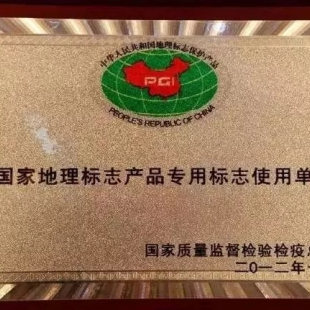 中华人民共和国地理标志保护产品
PGI
PEOPLE'S REPUBLIC OF CHINA
国家地理标志产品专用标志使用单
国家质量监督检验检疫总
二〇一二年